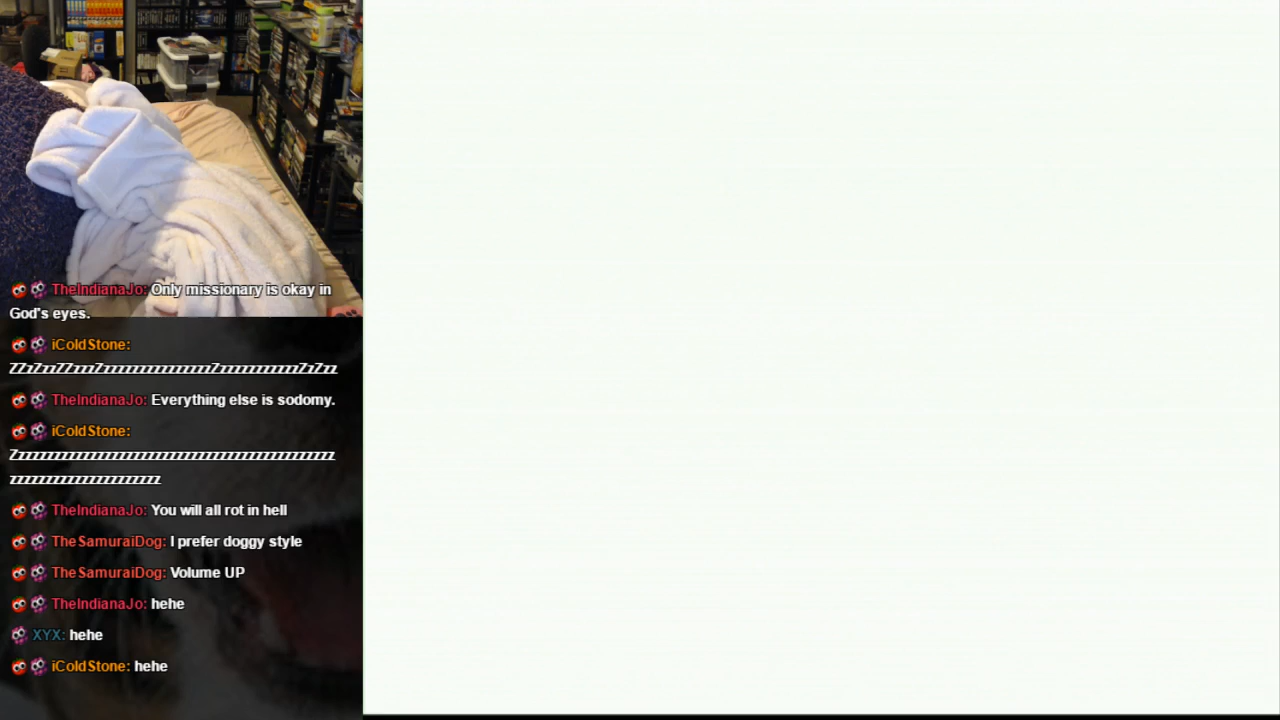 TheIndianaJo: Only missionary is okay in
God's eyes.
iColdStone:
ZZzZzzZZzzzZzzzzzzzzzzzzzzzZzzzzzzzzzzzZzZzz
TheIndianaJo: Everything else is sodomy.
iColdStone:
Zzzzzzzzzzzzzzzzzzzzzzzzzzzzzzzzzzzzzzzzzzzzz
zzzzzzzzzzzzzzzzzzzzz
TheIndianaJo: You will all rot in hell
TheSamuraiDog: I prefer doggy style
TheSamuraiDog: Volume UP
TheIndianaJo: hehe
XYX: hehe
iColdStone: hehe